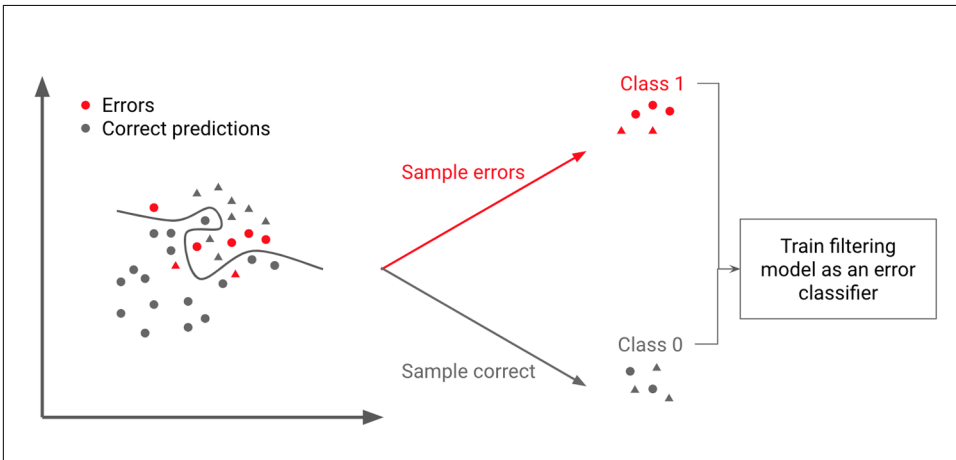 Errors
Correct predictions
Sample errors
Class 1
Train filtering
model as an error
classifier
Class 0
Sample correct